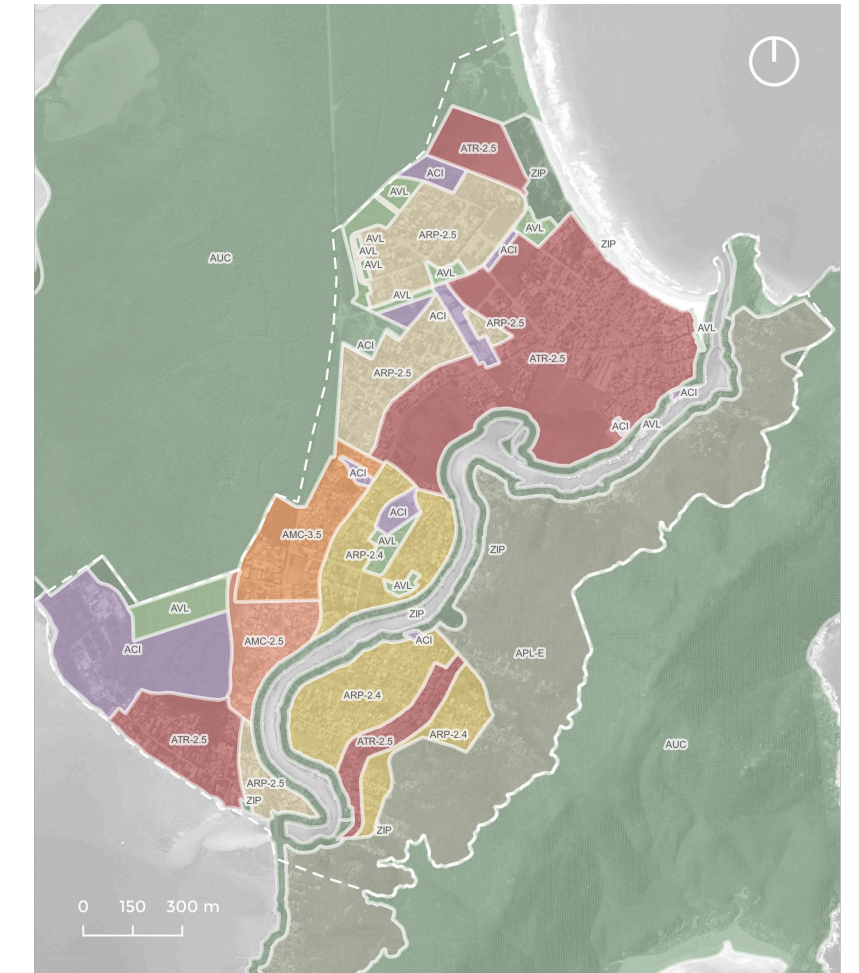 ATR-2.5
ACI
ZIP
AVL
AVL
ARP-2.5
AVL
ZIP
AVL
ACI
AUC
AVL
AVL
AVL
ACI
ARP-2.5
AVL
ACI
ATR-2.5
ARP-2.5
ACI
AVL
ACI
ACI
ACI
AMC-3.5
AVL
ARP-2.4
ZIP
AVL
AVL
ZIP
ACI
AMC-2.5
ACI
APL-E
ARP-2.4
ARP-2.4
ATR-2.5
ATR-2.5
AUC
ARP-2.5
ZIP
ZIP
0 150 300 m